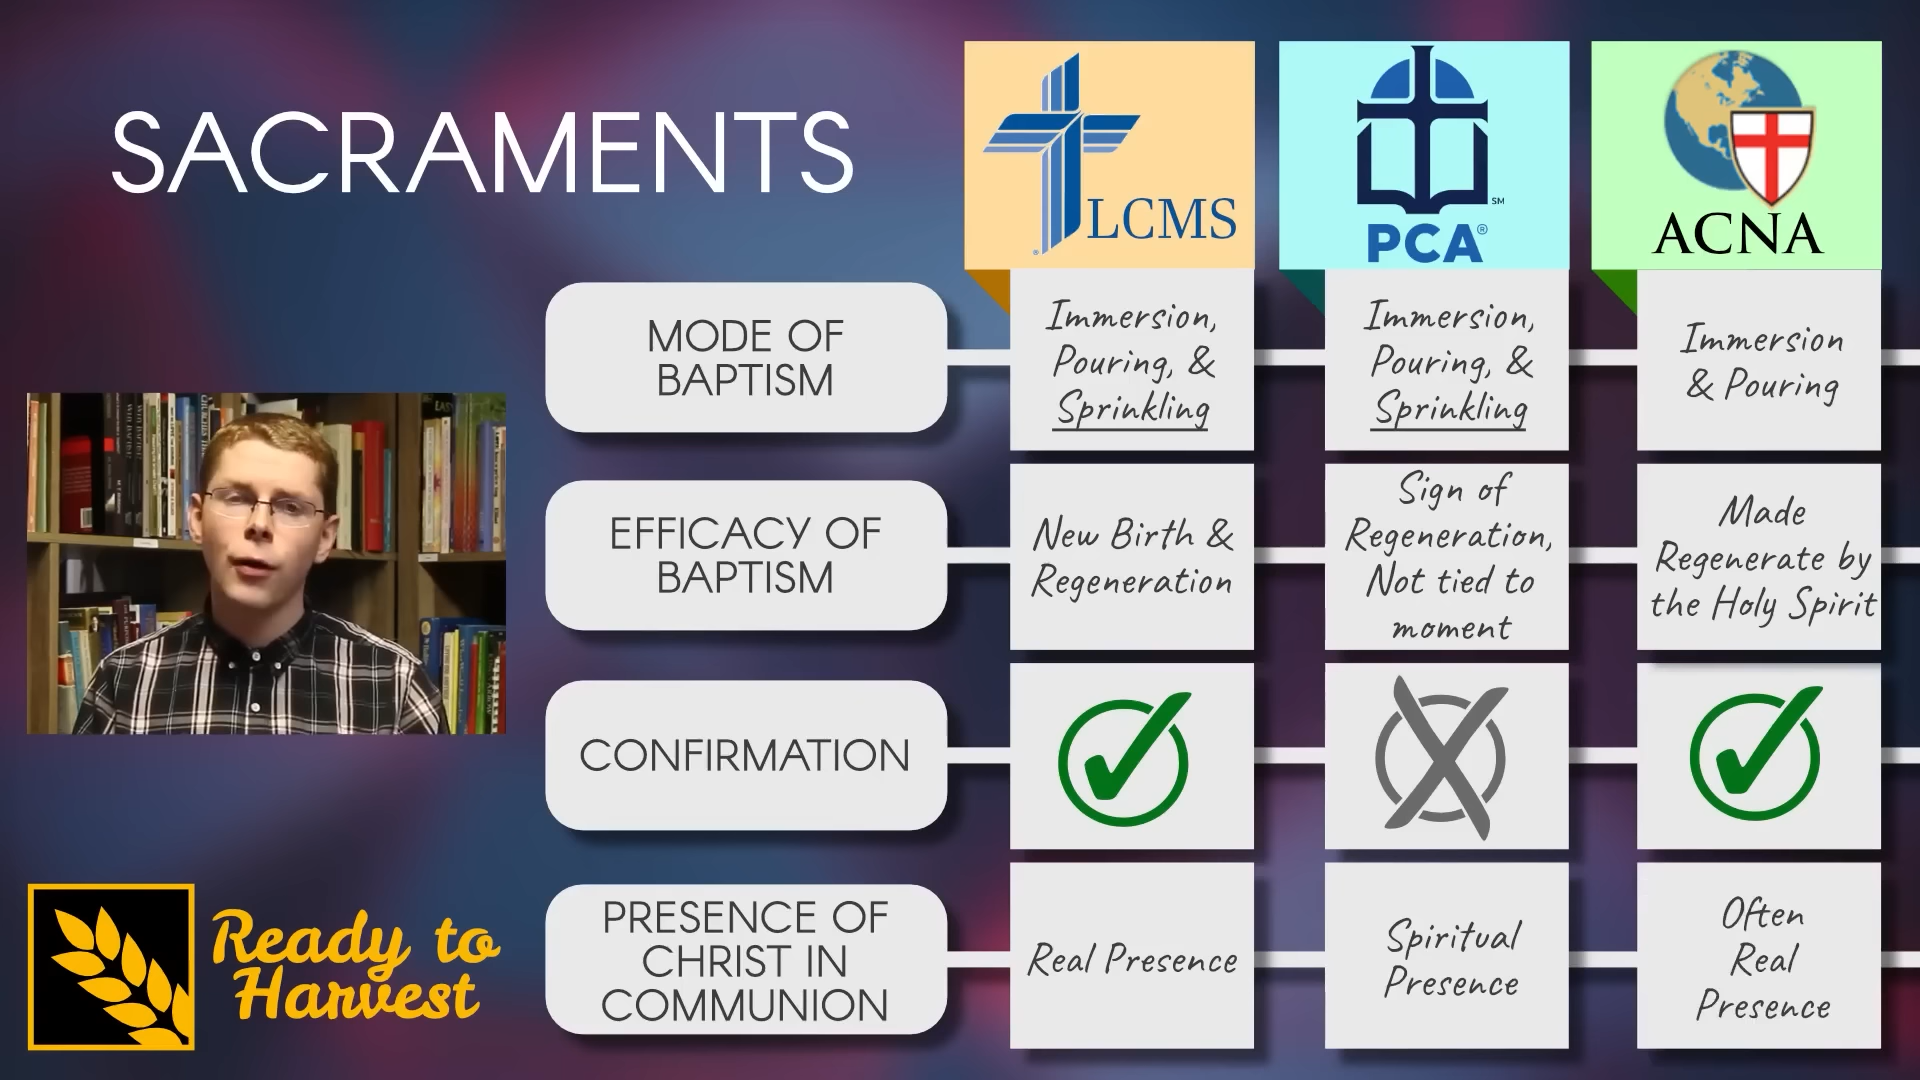 SACRAMENTS
LCMS
PCA®
SM
ACNA
MODE OF
BAPTISM
Immersion,
Pouring, &
Sprinkling
Immersion,
Pouring, &
Sprinkling
Immersion
& Pouring
EFFICACY OF
BAPTISM
New Birth &
Regeneration
Sign of
Regeneration,
Not tied to
moment
Made
Regenerate by
the Holy Spirit
CONFIRMATION
PRESENCE OF
CHRIST IN
COMMUNION
Real Presence
Spiritual
Presence
Often
Real
Presence
Ready to
Harvest